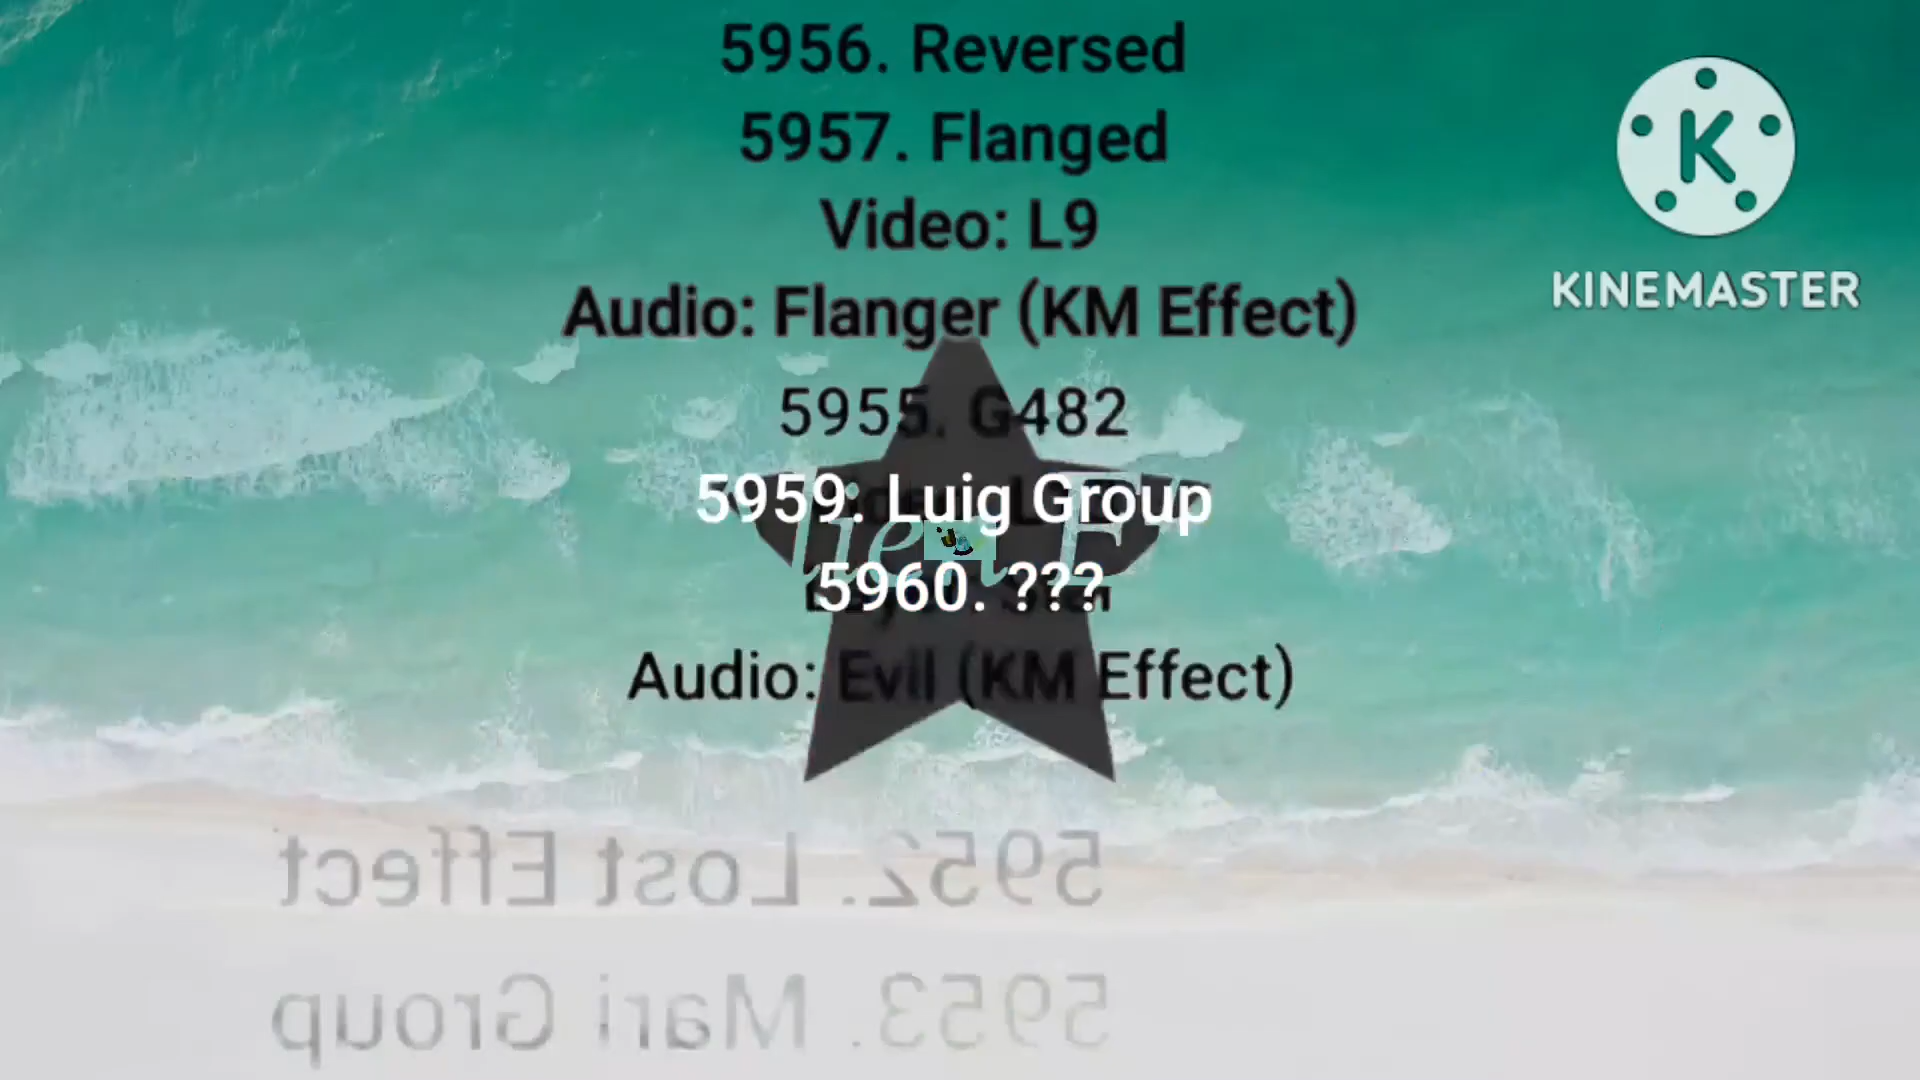 5956. Reversed
5957. Flanged
Video: L9
Audio: Flanger (KM Effect)
K
KINEMASTER
5955. G482
5959: Luig Group
5960. ???
Audio: Evil (KM Effect)
5952. Lost Effect
5953. Mari Group